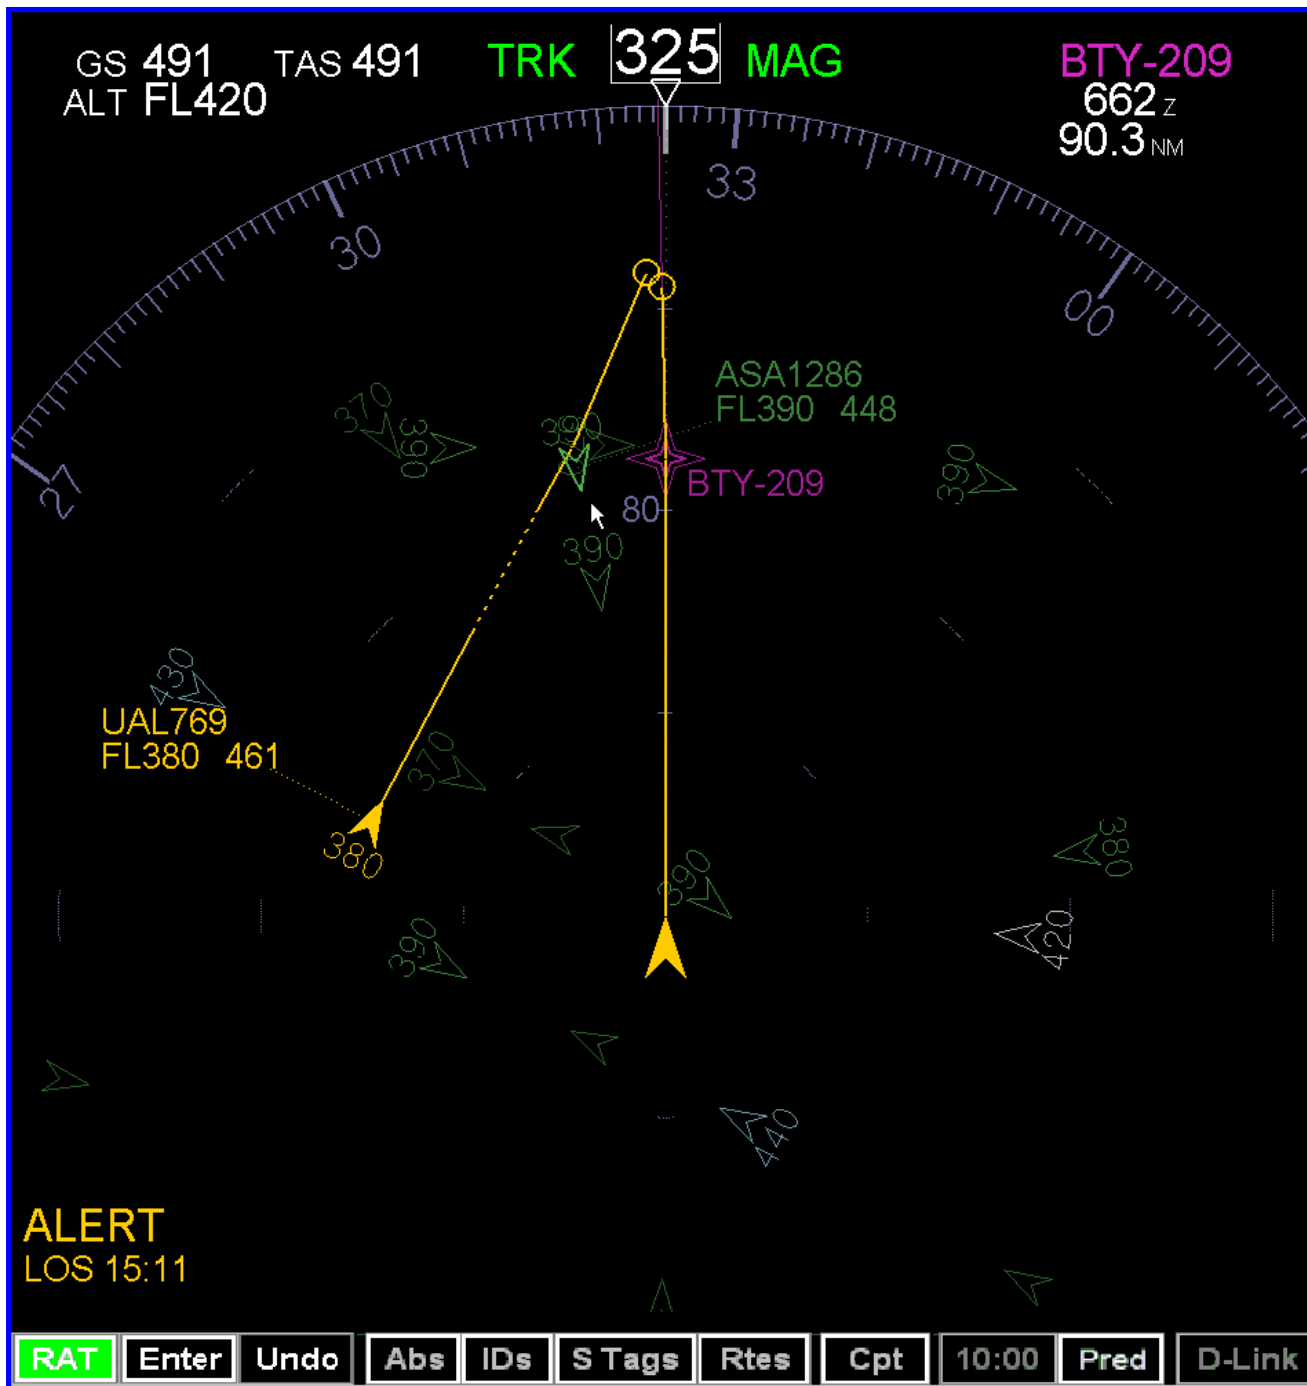 GS 491 TAS 491 TRK 325 MAG BTY-209
ALT FL420 662 Z
90.3 NM
33
30
00
ASA1286
FL390 448
370
390
390
27
BTY-209
390
80
390
430
UAL769
FL380 461
370
380
380
390
390
420
440
ALERT
LOS 15:11
RAT Enter Undo Abs IDs S Tags Rtes Cpt 10:00 Pred D-Link